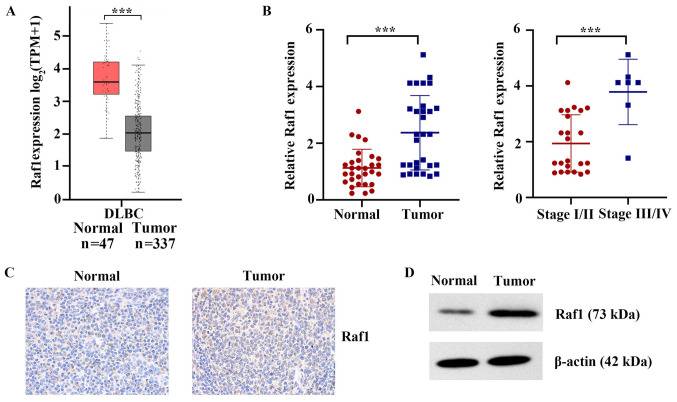 A
***
Raf1expression log2(TPM+1)
5
4
3
2
1
0
DLBC
Normal Tumor
n=47 n=337
B
***
Relative Raf1 expression
6
4
2
0
Normal Tumor
***
Relative Raf1 expression
6
4
2
0
Stage I/II Stage III/IV
C
Normal Tumor
Raf1
D
Normal Tumor
Raf1 (73 kDa)
β-actin (42 kDa)